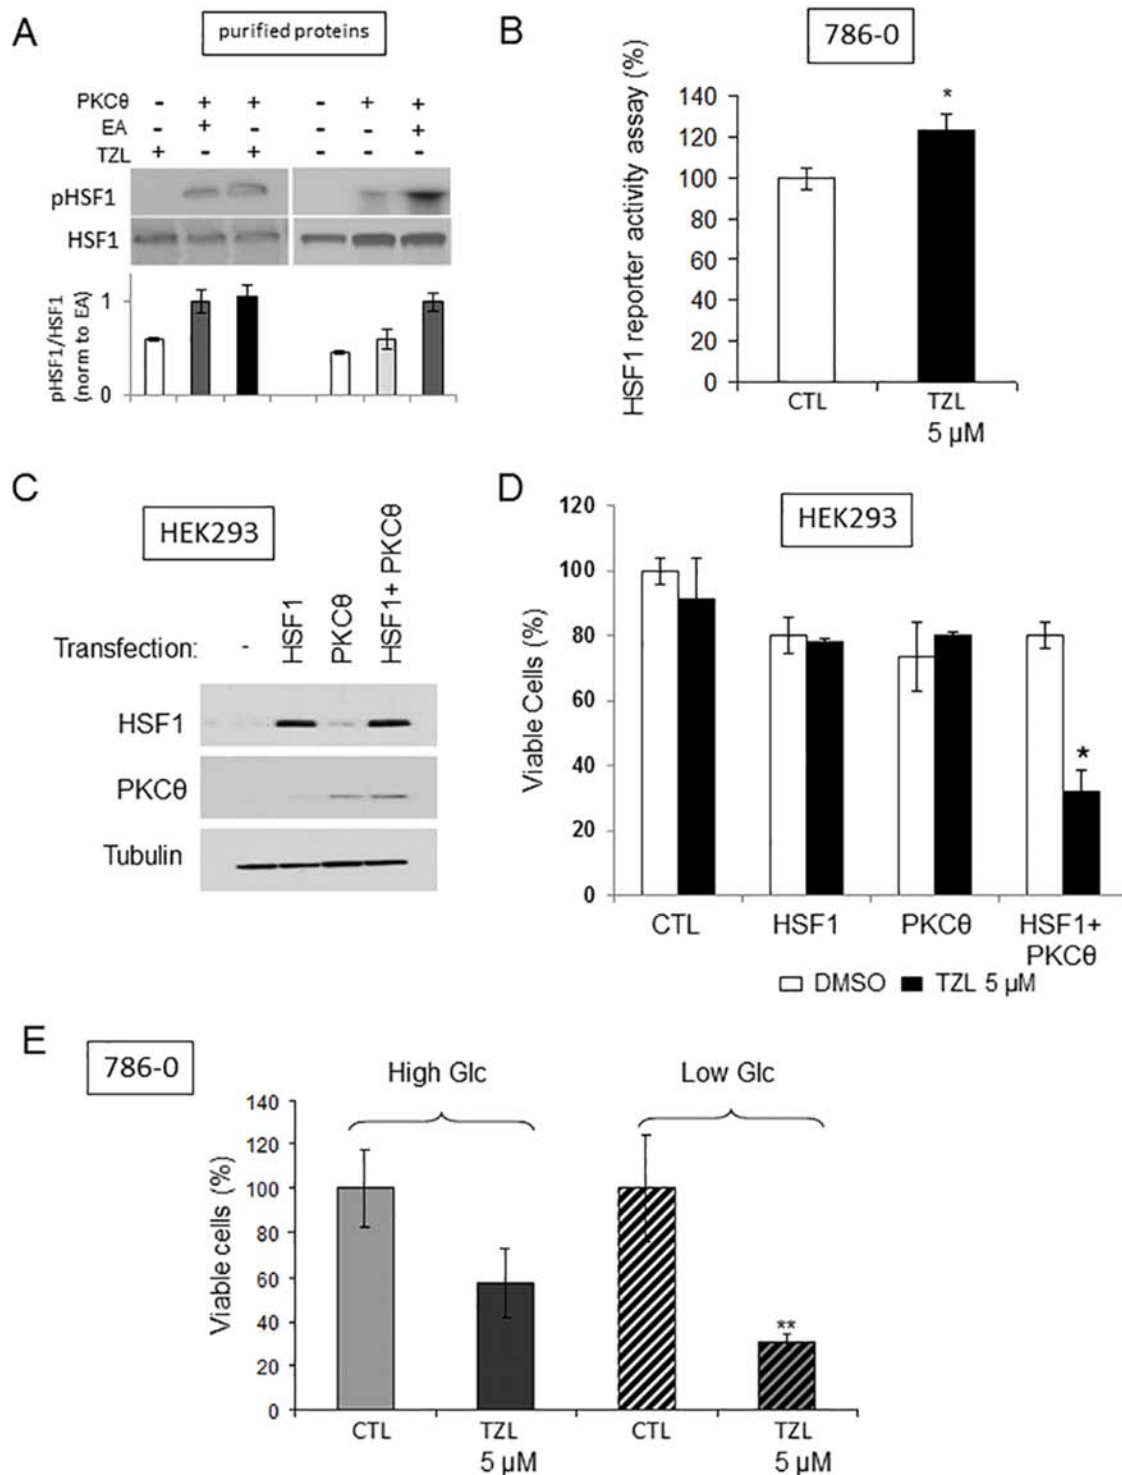 A
purified proteins
PKCθ - + + - + +
EA - + - - - +
TZL + - + - - -
pHSF1
HSF1
pHSF1/HSF1
(norm to EA)
1
0
B
786-0
HSF1 reporter activity assay (%)
140
120
100
80
60
40
20
0
*
CTL
TZL
5 µM
C
HEK293
Transfection:
-
HSF1
PKCθ
HSF1+ PKCθ
HSF1
PKCθ
Tubulin
D
HEK293
Viable Cells (%)
120
100
80
60
40
20
0
*
CTL
HSF1
PKCθ
HSF1+
PKCθ
DMSO
TZL 5 µM
E
786-0
High Glc
Low Glc
Viable cells (%)
140
120
100
80
60
40
20
0
**
CTL
TZL
5 µM
CTL
TZL
5 µM